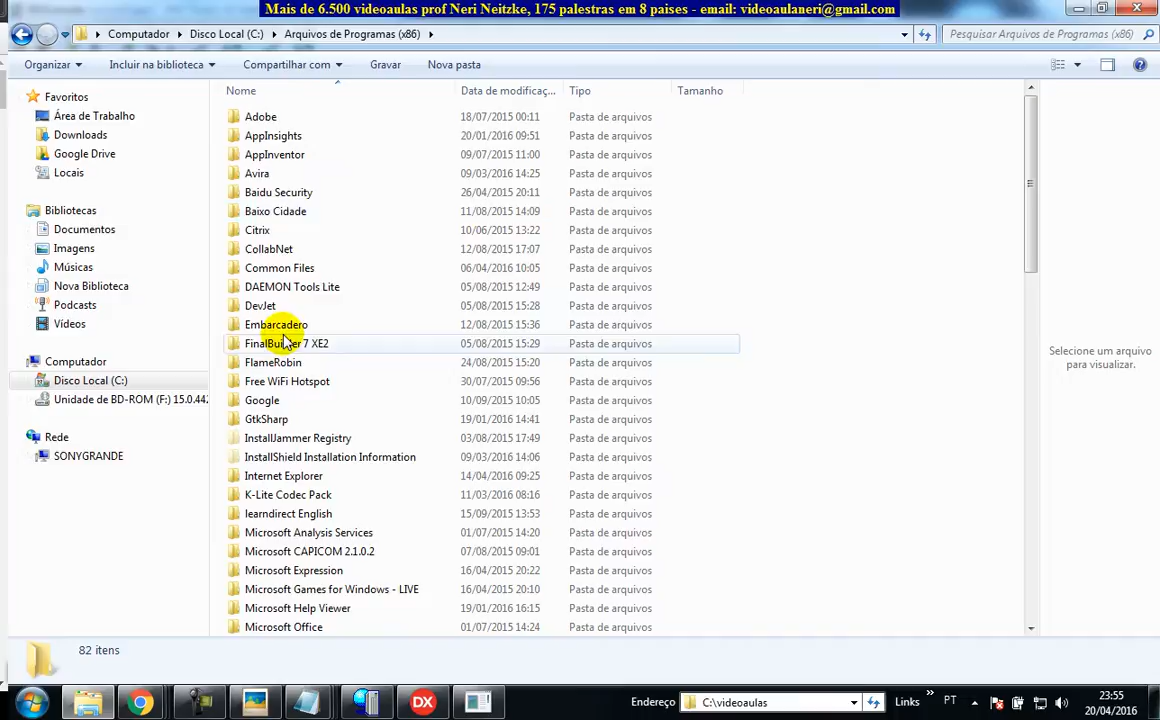 Mais de 6.500 videoaulas prof Neri Neitzke, 175 palestras em 8 paises - email: videoaulaneri@gmail.com
Computador Disco Local (C:) Arquivos de Programas (x86)
Pesquisar Arquivos de Programas (x86)
Organizar Incluir na biblioteca Compartilhar com Gravar Nova pasta
Nome Data de modificaç... Tipo Tamanho
Favoritos
Área de Trabalho
Downloads
Google Drive
Locais
Bibliotecas
Documentos
Imagens
Músicas
Nova Biblioteca
Podcasts
Vídeos
Computador
Disco Local (C:)
Unidade de BD-ROM (F:) 15.0.44
Rede
SONYGRANDE
Adobe 18/07/2015 00:11 Pasta de arquivos
AppInsights 20/01/2016 09:51 Pasta de arquivos
AppInventor 09/07/2015 11:00 Pasta de arquivos
Avira 09/03/2016 14:25 Pasta de arquivos
Baidu Security 26/04/2015 20:11 Pasta de arquivos
Baixo Cidade 11/08/2015 14:09 Pasta de arquivos
Citrix 10/06/2015 13:22 Pasta de arquivos
CollabNet 12/08/2015 17:07 Pasta de arquivos
Common Files 06/04/2016 10:05 Pasta de arquivos
DAEMON Tools Lite 05/08/2015 12:49 Pasta de arquivos
DevJet 05/08/2015 15:28 Pasta de arquivos
Embarcadero 12/08/2015 15:36 Pasta de arquivos
FinalBuilder 7 XE2 05/08/2015 15:29 Pasta de arquivos
FlameRobin 24/08/2015 15:20 Pasta de arquivos
Free WiFi Hotspot 30/07/2015 09:56 Pasta de arquivos
Google 10/09/2015 10:05 Pasta de arquivos
GtkSharp 19/01/2016 14:41 Pasta de arquivos
InstallJammer Registry 03/08/2015 17:49 Pasta de arquivos
InstallShield Installation Information 09/03/2016 14:06 Pasta de arquivos
Internet Explorer 14/04/2016 09:25 Pasta de arquivos
K-Lite Codec Pack 11/03/2016 08:16 Pasta de arquivos
learndirect English 15/09/2015 13:53 Pasta de arquivos
Microsoft Analysis Services 01/07/2015 14:20 Pasta de arquivos
Microsoft CAPICOM 2.1.0.2 07/08/2015 09:01 Pasta de arquivos
Microsoft Expression 16/04/2016 20:22 Pasta de arquivos
Microsoft Games for Windows - LIVE 16/04/2016 20:10 Pasta de arquivos
Microsoft Help Viewer 19/01/2016 16:15 Pasta de arquivos
Microsoft Office 01/07/2015 14:24 Pasta de arquivos
Selecione um arquivo
para visualizar.
82 itens
DX
Endereço C:\videoaulas Links » PT
23:55
20/04/2016